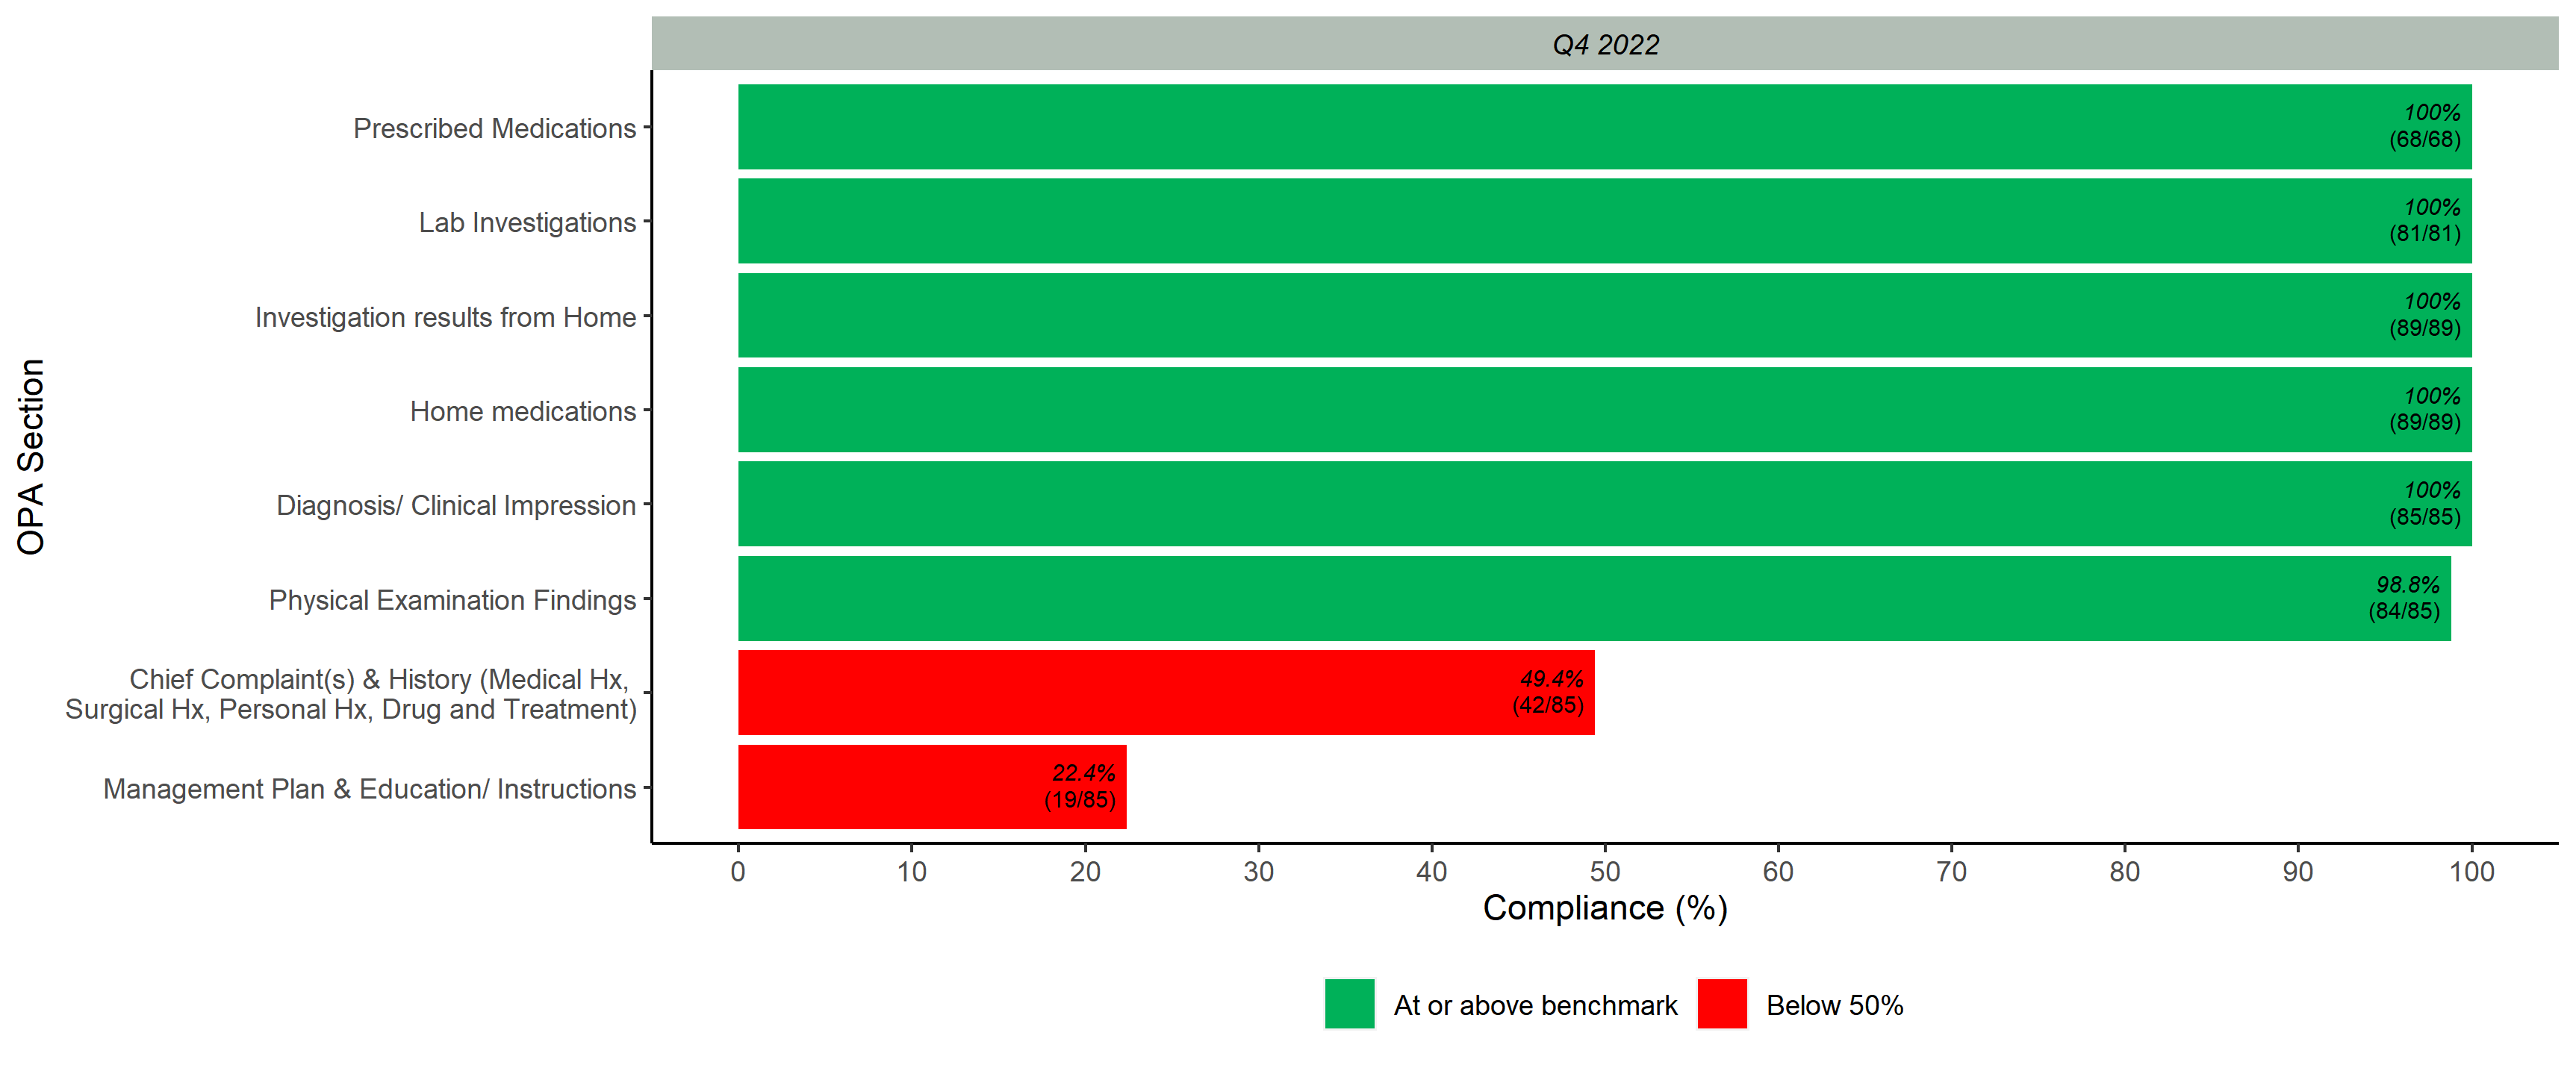 Q4 2022
OPA Section
Prescribed Medications
100%
(68/68)
Lab Investigations
100%
(81/81)
Investigation results from Home
100%
(89/89)
Home medications
100%
(89/89)
Diagnosis/ Clinical Impression
100%
(85/85)
Physical Examination Findings
98.8%
(84/85)
Chief Complaint(s) & History (Medical Hx,
Surgical Hx, Personal Hx, Drug and Treatment)
49.4%
(42/85)
Management Plan & Education/ Instructions
22.4%
(19/85)
0 10 20 30 40 50 60 70 80 90 100
Compliance (%)
At or above benchmark Below 50%